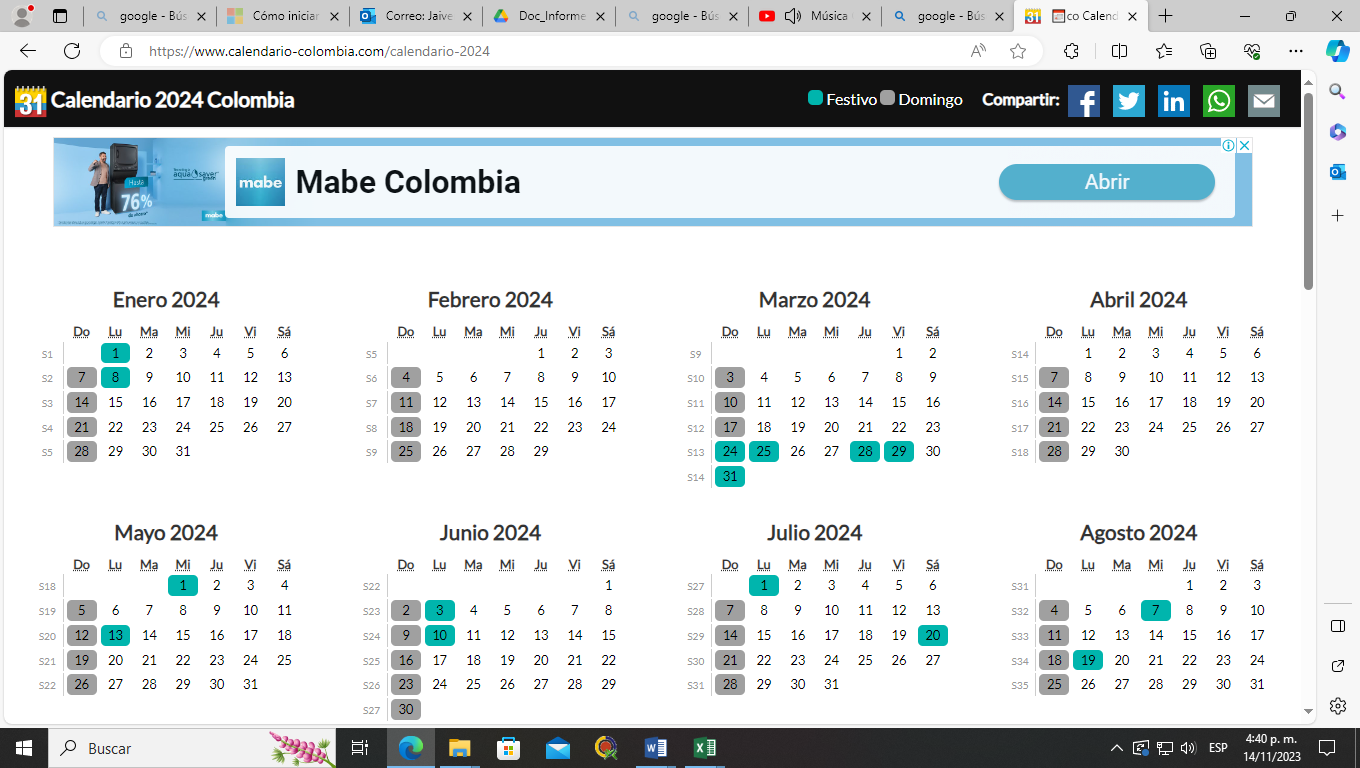 google - Bús
Cómo iniciar
Correo: Jaive
Doc_Informe
google - Bús
Música
google - Bús
co Calend
https://www.calendario-colombia.com/calendario-2024
31 Calendario 2024 Colombia
Festivo Domingo Compartir:
Hasta
76%
aqua saver
green
mabe
mabe
Mabe Colombia
Abrir
Enero 2024
Do Lu Ma Mi Ju Vi Sá
S1 1 2 3 4 5 6
S2 7 8 9 10 11 12 13
S3 14 15 16 17 18 19 20
S4 21 22 23 24 25 26 27
S5 28 29 30 31
Febrero 2024
Do Lu Ma Mi Ju Vi Sá
S5 1 2 3
S6 4 5 6 7 8 9 10
S7 11 12 13 14 15 16 17
S8 18 19 20 21 22 23 24
S9 25 26 27 28 29
Marzo 2024
Do Lu Ma Mi Ju Vi Sá
S9 1 2
S10 3 4 5 6 7 8 9
S11 10 11 12 13 14 15 16
S12 17 18 19 20 21 22 23
S13 24 25 26 27 28 29 30
S14 31
Abril 2024
Do Lu Ma Mi Ju Vi Sá
S14 1 2 3 4 5 6
S15 7 8 9 10 11 12 13
S16 14 15 16 17 18 19 20
S17 21 22 23 24 25 26 27
S18 28 29 30
Mayo 2024
Do Lu Ma Mi Ju Vi Sá
S18 1 2 3 4
S19 5 6 7 8 9 10 11
S20 12 13 14 15 16 17 18
S21 19 20 21 22 23 24 25
S22 26 27 28 29 30 31
Junio 2024
Do Lu Ma Mi Ju Vi Sá
S22 1
S23 2 3 4 5 6 7 8
S24 9 10 11 12 13 14 15
S25 16 17 18 19 20 21 22
S26 23 24 25 26 27 28 29
S27 30
Julio 2024
Do Lu Ma Mi Ju Vi Sá
S27 1 2 3 4 5 6
S28 7 8 9 10 11 12 13
S29 14 15 16 17 18 19 20
S30 21 22 23 24 25 26 27
S31 28 29 30 31
Agosto 2024
Do Lu Ma Mi Ju Vi Sá
S31 1 2 3
S32 4 5 6 7 8 9 10
S33 11 12 13 14 15 16 17
S34 18 19 20 21 22 23 24
S35 25 26 27 28 29 30 31
Buscar
ESP
4:40 p. m.
14/11/2023